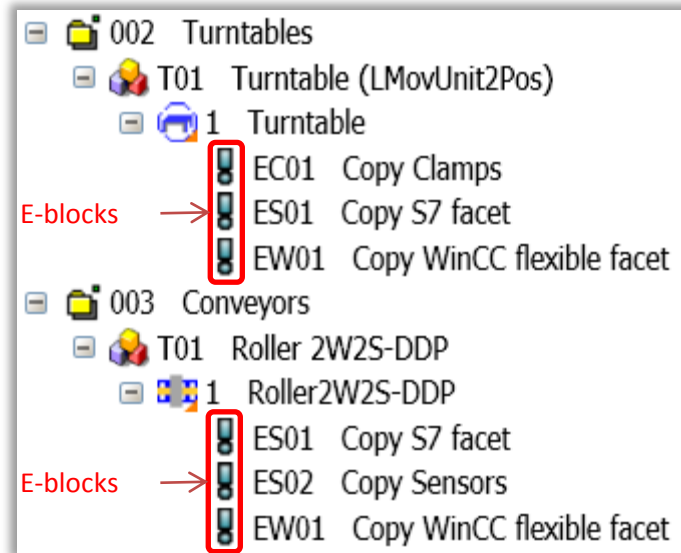 002 Turntables
T01 Turntable (LMovUnit2Pos)
1 Turntable
EC01 Copy Clamps
E-blocks ES01 Copy S7 facet
EW01 Copy WinCC flexible facet
003 Conveyors
T01 Roller 2W2S-DDP
1 Roller2W2S-DDP
ES01 Copy S7 facet
E-blocks ES02 Copy Sensors
EW01 Copy WinCC flexible facet